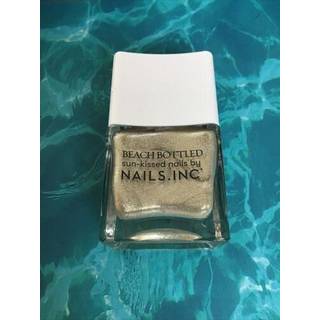 BEACH BOTTLED
sun-kissed nails by
NAILS.INC